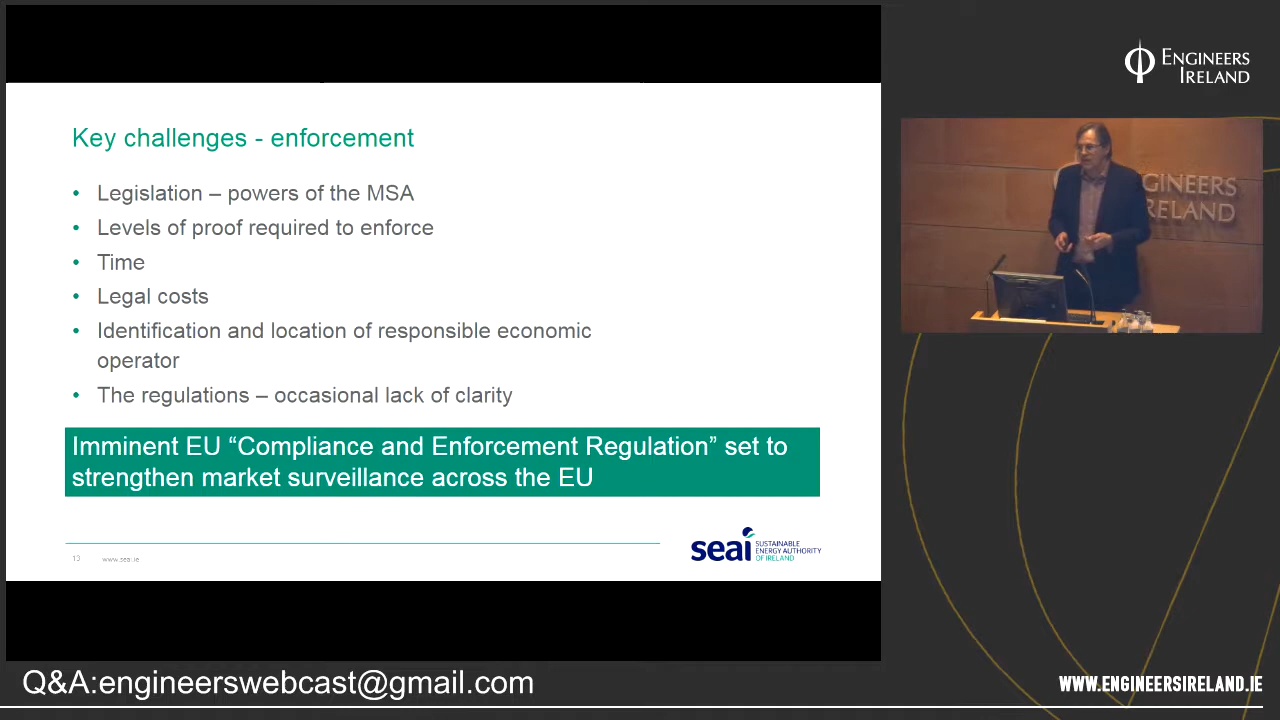 Key challenges - enforcement
• Legislation – powers of the MSA
• Levels of proof required to enforce
• Time
• Legal costs
• Identification and location of responsible economic
operator
• The regulations – occasional lack of clarity
Imminent EU “Compliance and Enforcement Regulation” set to
strengthen market surveillance across the EU
13 www.seai.ie
seai SUSTAINABLE
ENERGY AUTHORITY
OF IRELAND
ENGINEERS
IRELAND
GINEERS
RELAND
Q&A:engineerswebcast@gmail.com
WWW.ENGINEERSIRELAND.IE